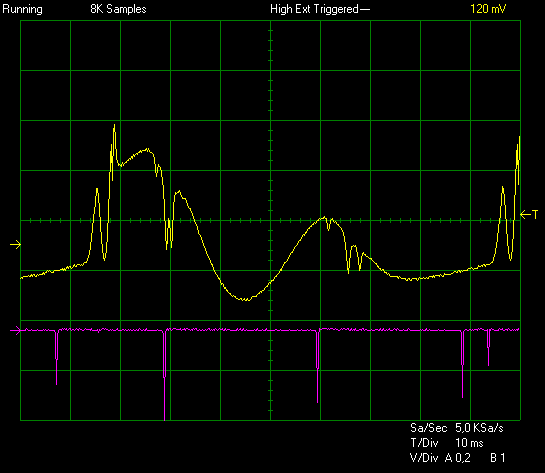 Running 8K Samples High Ext Triggered— 120 mV
T
Sa/Sec 5,0 KSa/s
T/Div 10 ms
V/Div A 0,2 B 1